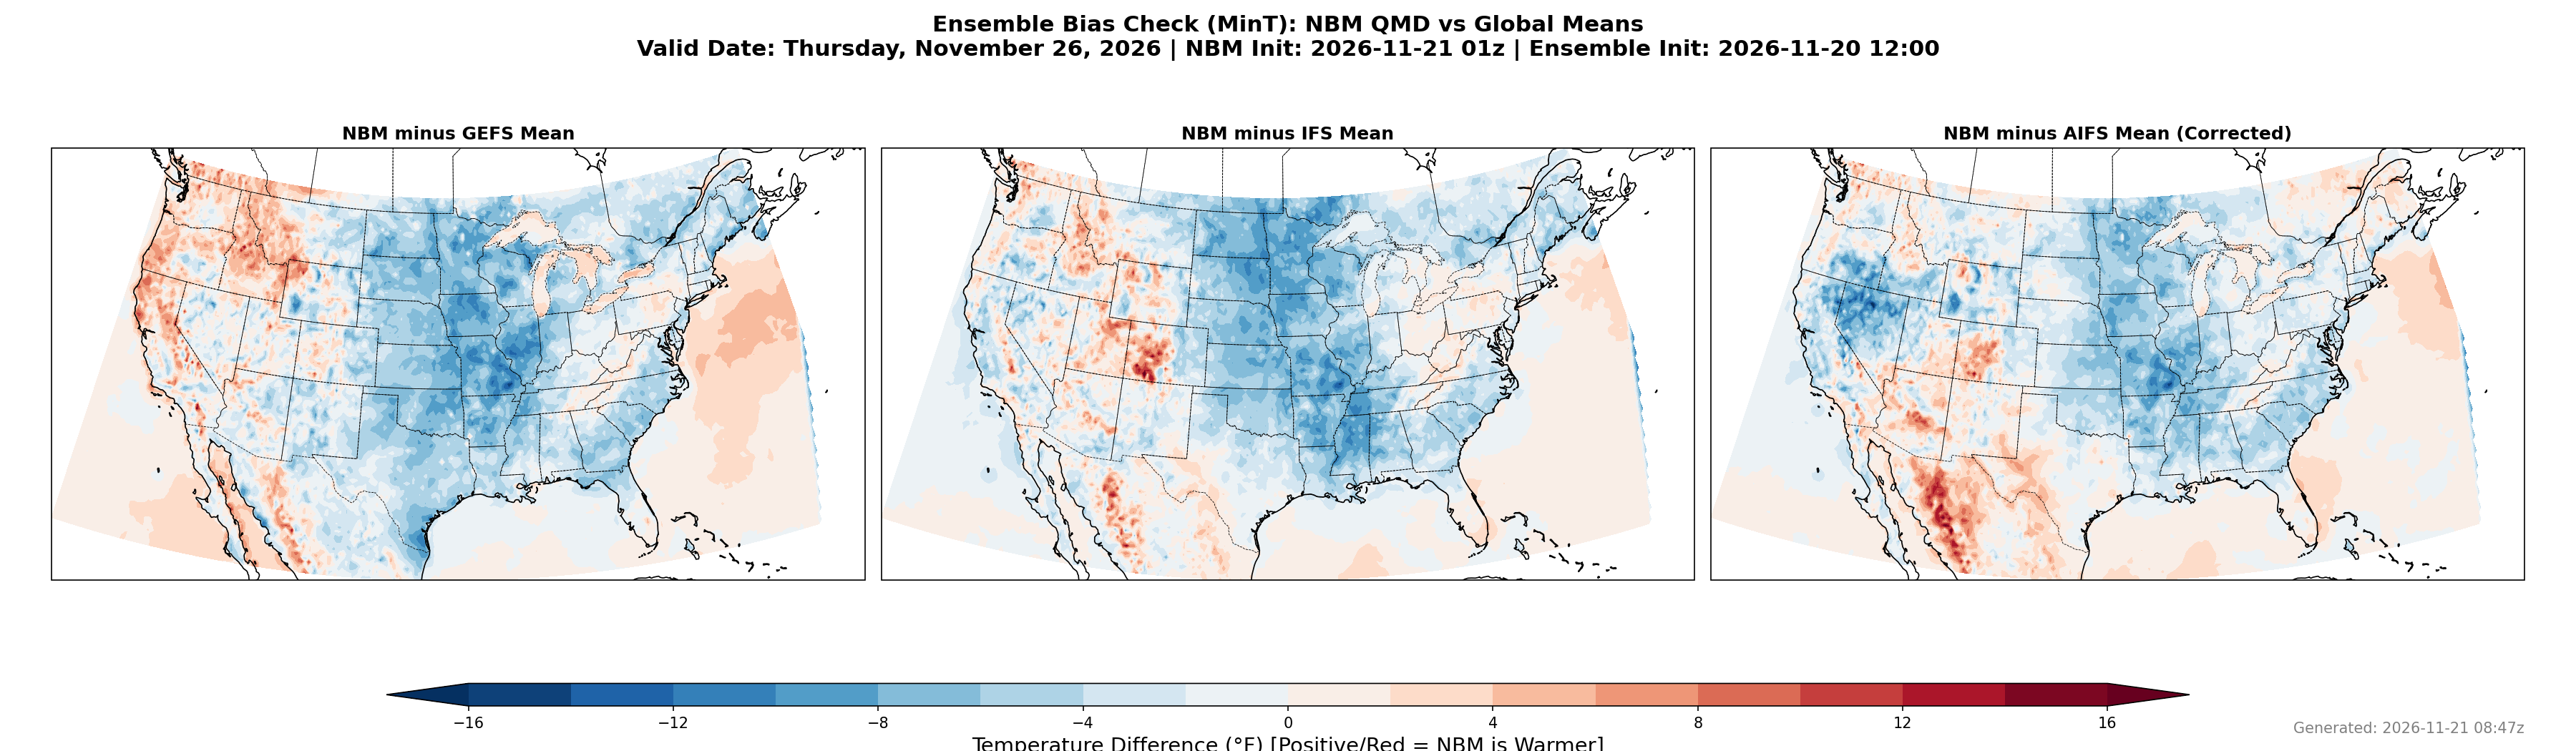 Ensemble Bias Check (MinT): NBM QMD vs Global Means
Valid Date: Thursday, November 26, 2026 | NBM Init: 2026-11-21 01z | Ensemble Init: 2026-11-20 12:00
NBM minus GEFS Mean
NBM minus IFS Mean
NBM minus AIFS Mean (Corrected)
−16 −12 −8 −4 0 4 8 12 16
Temperature Difference (°F) [Positive/Red = NBM is Warmer]
Generated: 2026-11-21 08:47z